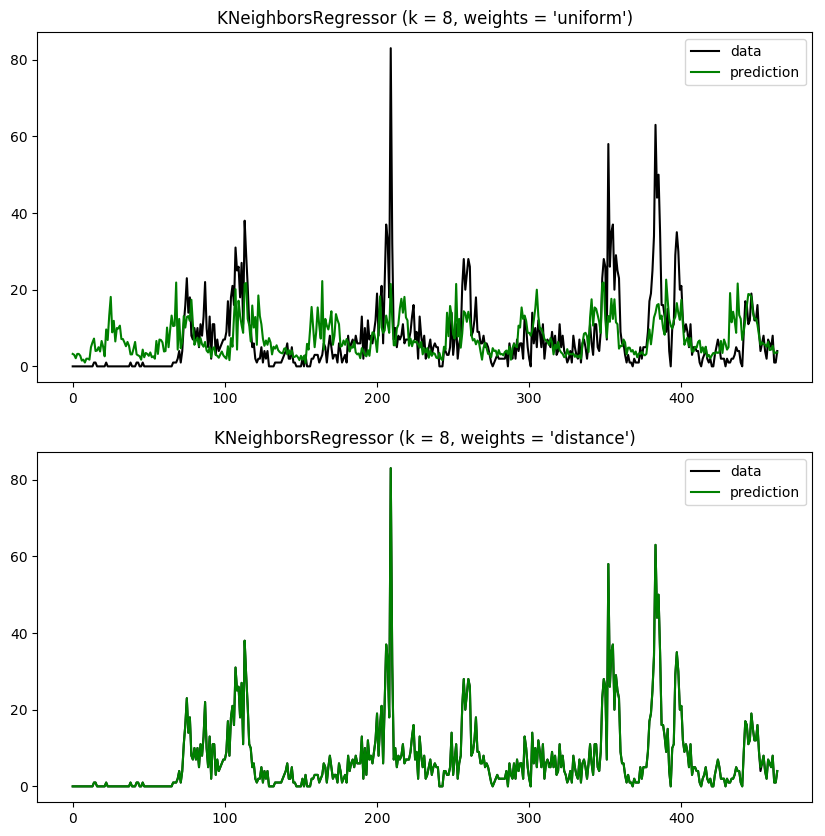 KNeighborsRegressor (k = 8, weights = 'uniform')
data
prediction
80
60
40
20
0
0 100 200 300 400
KNeighborsRegressor (k = 8, weights = 'distance')
data
prediction
80
60
40
20
0
0 100 200 300 400